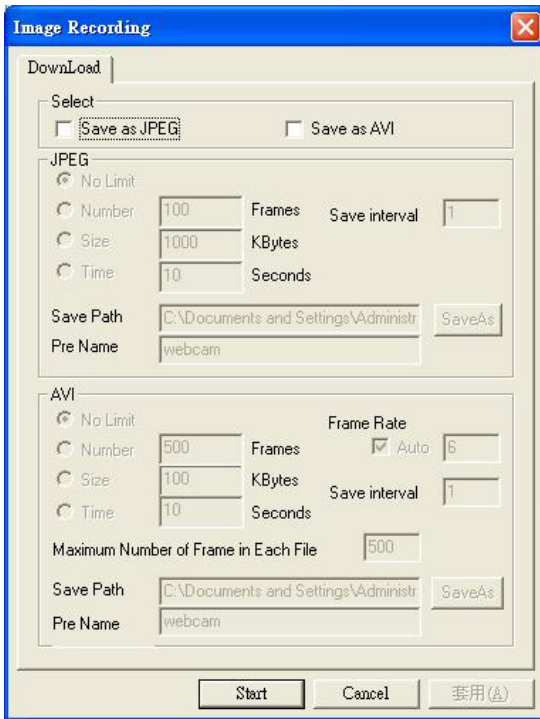 Image Recording
DownLoad
Select
Save as JPEG Save as AVI
JPEG
No Limit
Number 100 Frames Save interval 1
Size 1000 KBytes
Time 10 Seconds
Save Path C:\Documents and Settings\Administr SaveAs
Pre Name webcam
AVI
No Limit Frame Rate
Number 500 Frames Auto 6
Size 100 KBytes
Save interval 1
Time 10 Seconds
Maximum Number of Frame in Each File 500
Save Path C:\Documents and Settings\Administr SaveAs
Pre Name webcam
Start Cancel 套用(A)